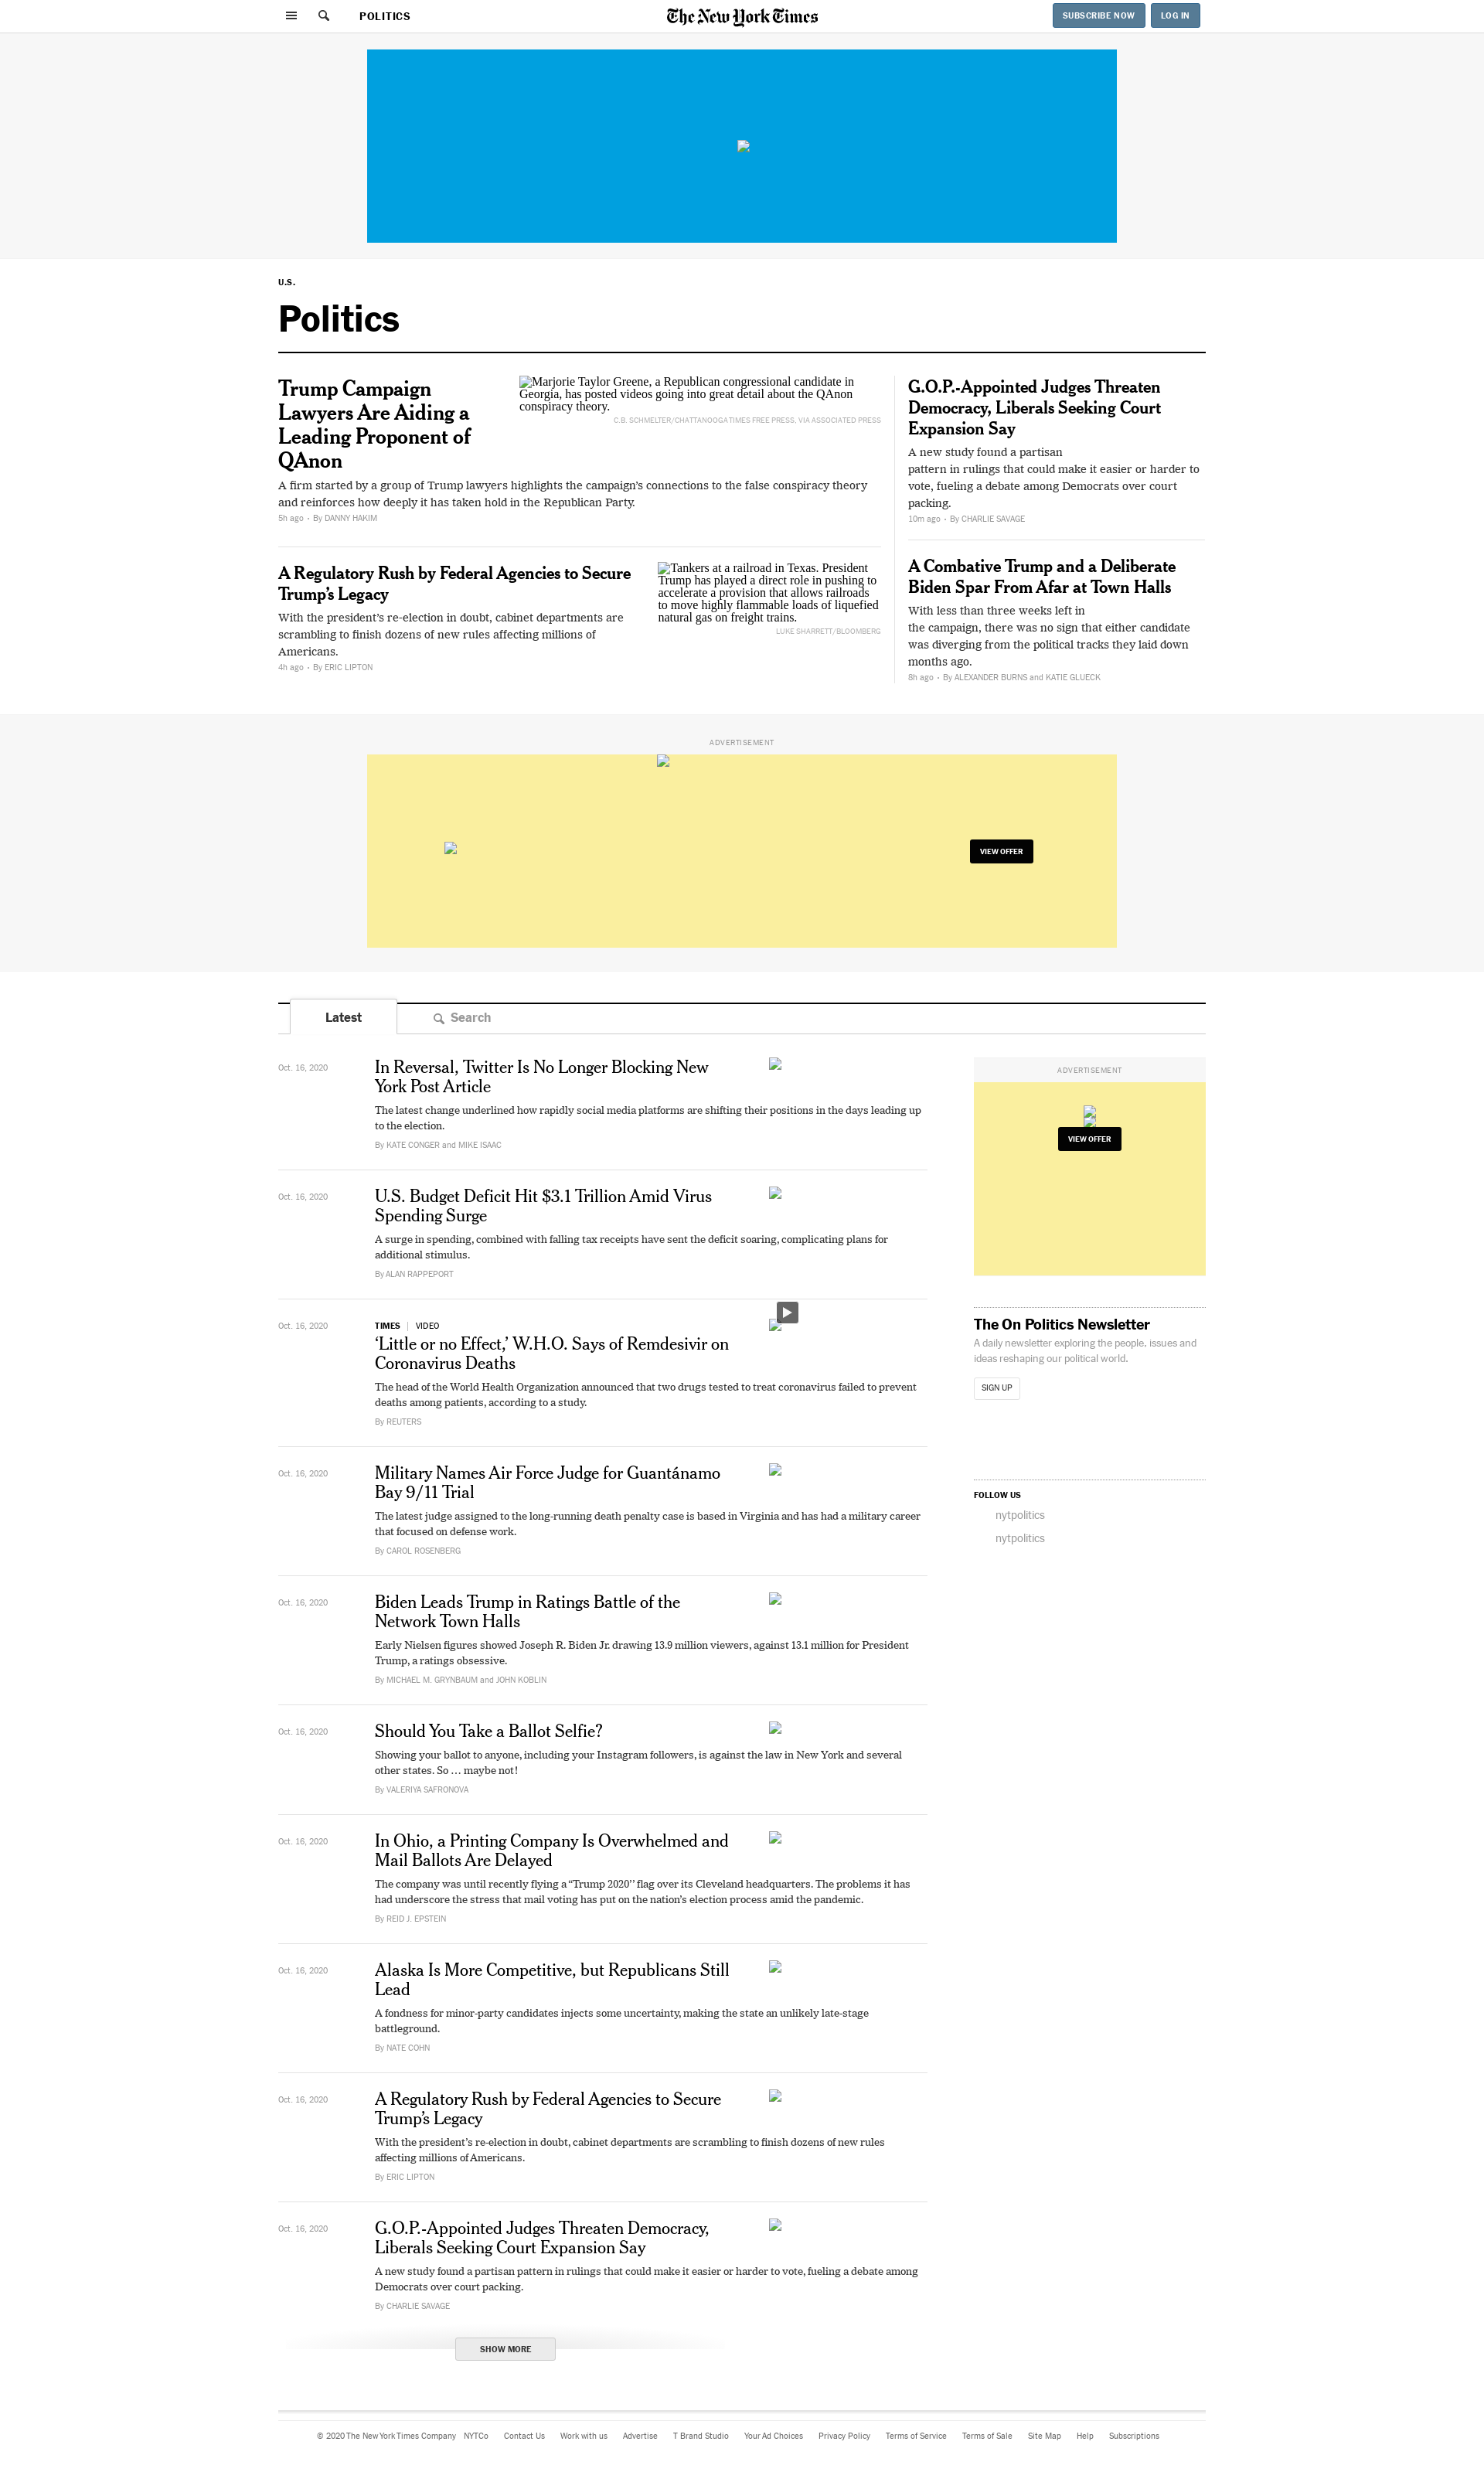 POLITICS
The New York Times
SUBSCRIBE NOW
LOG IN
U.S.
Politics
Trump Campaign
Lawyers Are Aiding a
Leading Proponent of
QAnon
Marjorie Taylor Greene, a Republican congressional candidate in
Georgia, has posted videos going into great detail about the QAnon
conspiracy theory.
C.B. SCHMELTER/CHATTANOOGA TIMES FREE PRESS, VIA ASSOCIATED PRESS
A firm started by a group of Trump lawyers highlights the campaign’s connections to the false conspiracy theory
and reinforces how deeply it has taken hold in the Republican Party.
5h ago • By DANNY HAKIM
A Regulatory Rush by Federal Agencies to Secure
Trump’s Legacy
With the president’s re-election in doubt, cabinet departments are
scrambling to finish dozens of new rules affecting millions of
Americans.
4h ago • By ERIC LIPTON
Tankers at a railroad in Texas. President
Trump has played a direct role in pushing to
accelerate a provision that allows railroads
to move highly flammable loads of liquefied
natural gas on freight trains.
LUKE SHARRETT/BLOOMBERG
G.O.P.-Appointed Judges Threaten
Democracy, Liberals Seeking Court
Expansion Say
A new study found a partisan
pattern in rulings that could make it easier or harder to
vote, fueling a debate among Democrats over court
packing.
10m ago • By CHARLIE SAVAGE
A Combative Trump and a Deliberate
Biden Spar From Afar at Town Halls
With less than three weeks left in
the campaign, there was no sign that either candidate
was diverging from the political tracks they laid down
months ago.
8h ago • By ALEXANDER BURNS and KATIE GLUECK
ADVERTISEMENT
VIEW OFFER
Latest
Search
Oct. 16, 2020
In Reversal, Twitter Is No Longer Blocking New
York Post Article
The latest change underlined how rapidly social media platforms are shifting their positions in the days leading up
to the election.
By KATE CONGER and MIKE ISAAC
Oct. 16, 2020
U.S. Budget Deficit Hit $3.1 Trillion Amid Virus
Spending Surge
A surge in spending, combined with falling tax receipts have sent the deficit soaring, complicating plans for
additional stimulus.
By ALAN RAPPEPORT
Oct. 16, 2020
TIMES | VIDEO
‘Little or no Effect,’ W.H.O. Says of Remdesivir on
Coronavirus Deaths
The head of the World Health Organization announced that two drugs tested to treat coronavirus failed to prevent
deaths among patients, according to a study.
By REUTERS
Oct. 16, 2020
Military Names Air Force Judge for Guantánamo
Bay 9/11 Trial
The latest judge assigned to the long-running death penalty case is based in Virginia and has had a military career
that focused on defense work.
By CAROL ROSENBERG
Oct. 16, 2020
Biden Leads Trump in Ratings Battle of the
Network Town Halls
Early Nielsen figures showed Joseph R. Biden Jr. drawing 13.9 million viewers, against 13.1 million for President
Trump, a ratings obsessive.
By MICHAEL M. GRYNBAUM and JOHN KOBLIN
Oct. 16, 2020
Should You Take a Ballot Selfie?
Showing your ballot to anyone, including your Instagram followers, is against the law in New York and several
other states. So … maybe not!
By VALERIYA SAFRONOVA
Oct. 16, 2020
In Ohio, a Printing Company Is Overwhelmed and
Mail Ballots Are Delayed
The company was until recently flying a “Trump 2020’’ flag over its Cleveland headquarters. The problems it has
had underscore the stress that mail voting has put on the nation’s election process amid the pandemic.
By REID J. EPSTEIN
Oct. 16, 2020
Alaska Is More Competitive, but Republicans Still
Lead
A fondness for minor-party candidates injects some uncertainty, making the state an unlikely late-stage
battleground.
By NATE COHN
Oct. 16, 2020
A Regulatory Rush by Federal Agencies to Secure
Trump’s Legacy
With the president’s re-election in doubt, cabinet departments are scrambling to finish dozens of new rules
affecting millions of Americans.
By ERIC LIPTON
Oct. 16, 2020
G.O.P.-Appointed Judges Threaten Democracy,
Liberals Seeking Court Expansion Say
A new study found a partisan pattern in rulings that could make it easier or harder to vote, fueling a debate among
Democrats over court packing.
By CHARLIE SAVAGE
SHOW MORE
ADVERTISEMENT
VIEW OFFER
The On Politics Newsletter
A daily newsletter exploring the people, issues and
ideas reshaping our political world.
SIGN UP
FOLLOW US
nytpolitics
nytpolitics
© 2020 The New York Times Company NYTCo Contact Us Work with us Advertise T Brand Studio Your Ad Choices Privacy Policy Terms of Service Terms of Sale Site Map Help Subscriptions